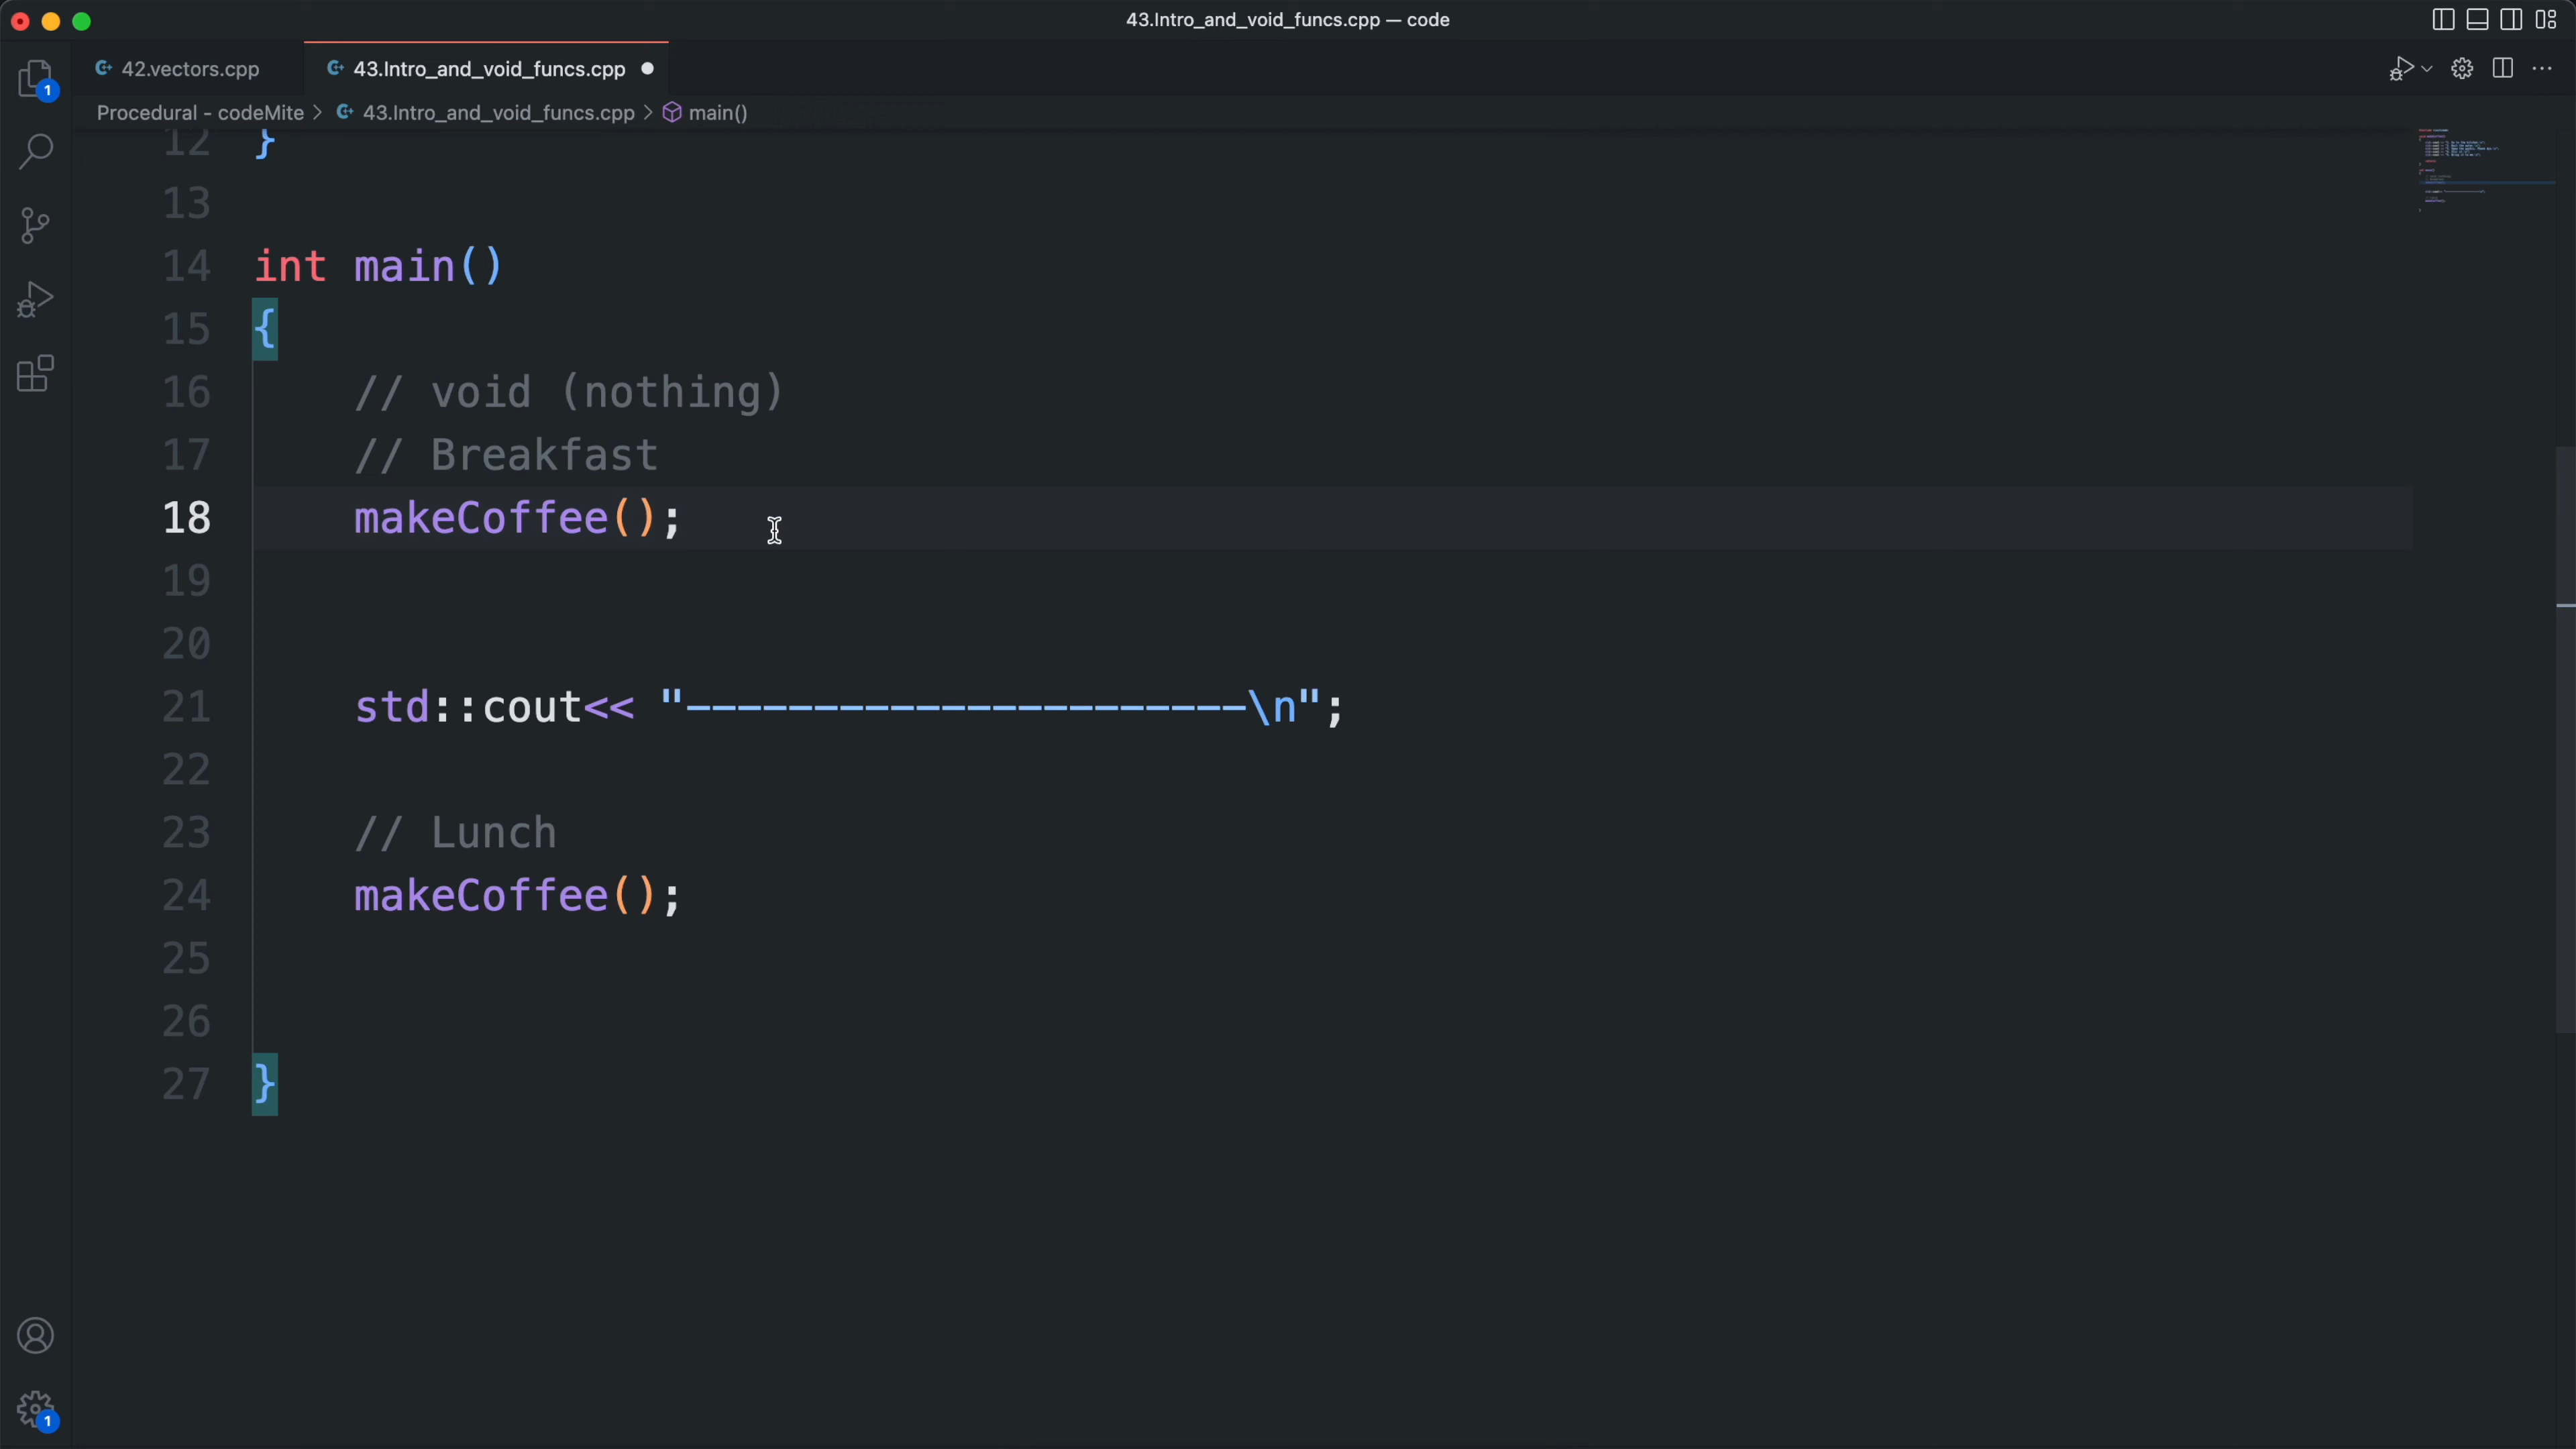 43.Intro_and_void_funcs.cpp — code
42.vectors.cpp
43.Intro_and_void_funcs.cpp
Procedural - codeMite > 43.Intro_and_void_funcs.cpp > main()
12 }
13
14 int main()
15 {
16 // void (nothing)
17 // Breakfast
18 makeCoffee();
19
20
21 std::cout<< "----------------------\n";
22
23 // Lunch
24 makeCoffee();
25
26
27 }
1
1